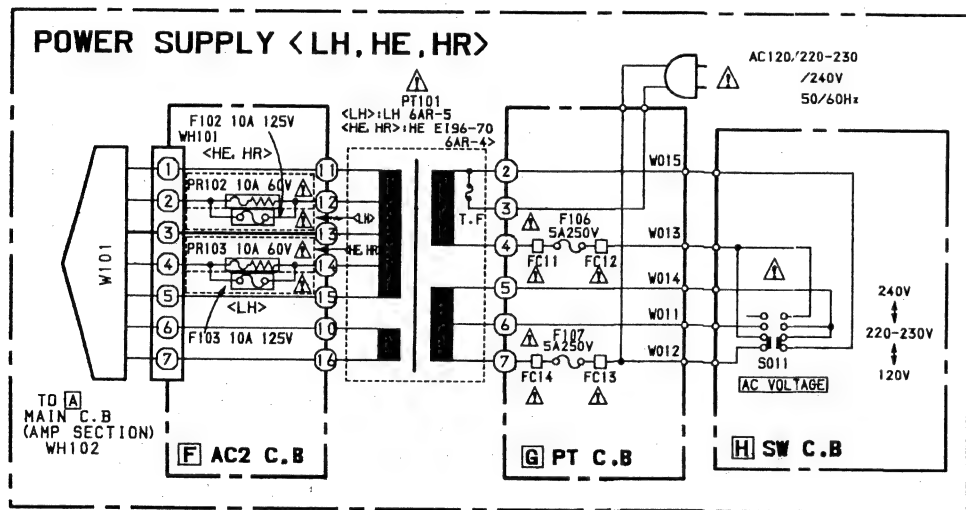 POWER SUPPLY <LH, HE, HR>
AC120/220-230
/240V
50/60Hz
PT101
<LH>:LH 6AR-5
<HE, HR>:HE EI96-70
6AR-4>
F102 10A 125V
WH101
<HE, HR>
1
2
3
4
5
6
7
PR102 10A 60V
PR103 10A 60V
<LH>
F103 10A 125V
11
12
13
14
15
10
16
<LH>
<HE, HR>
W101
TO A
MAIN C.B
(AMP SECTION)
WH102
F AC2 C.B
T.F
2
3
4
5
6
7
F106
5A250V
FC11
FC12
F107
5A250V
FC14
FC13
G PT C.B
W015
W013
W014
W011
W012
240V
220-230V
120V
S011
AC VOLTAGE
H SW C.B